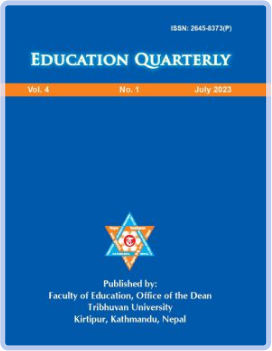 ISSN: 2645-8373(P)
EDUCATION QUARTERLY
Vol. 4 No. 1 July 2023
Published by:
Faculty of Education, Office of the Dean
Tribhuvan University
Kirtipur, Kathmandu, Nepal